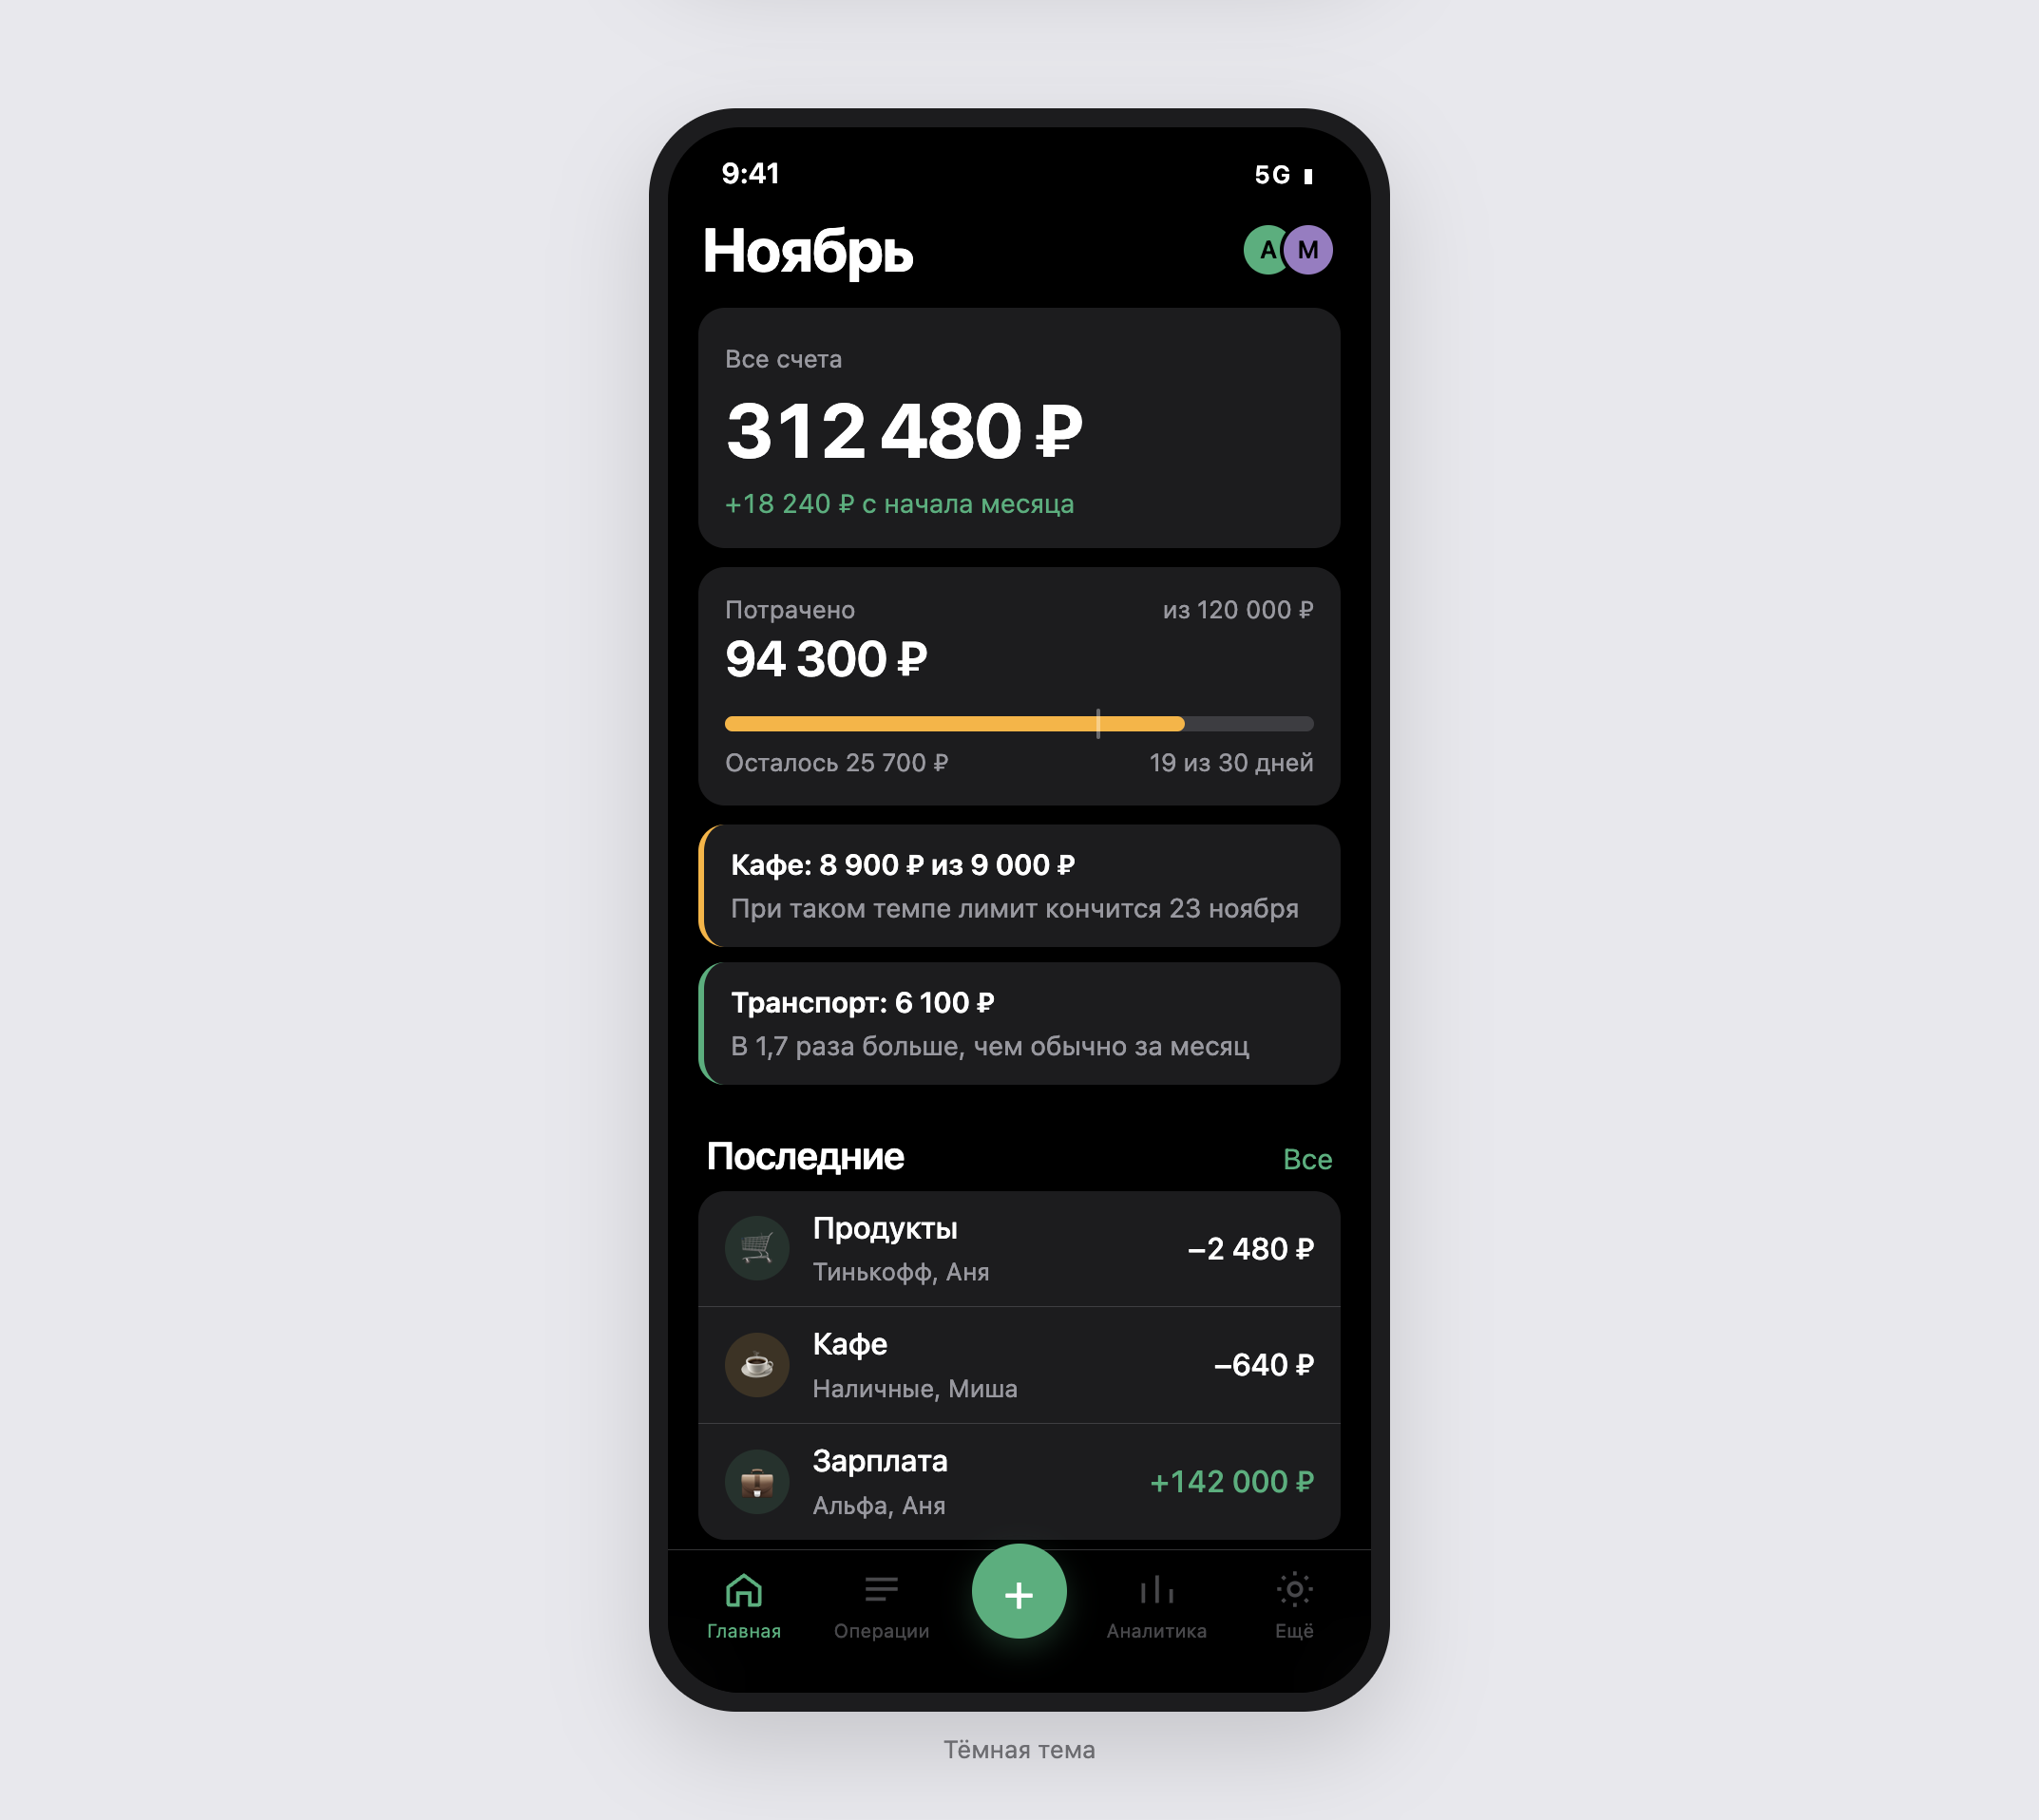 9:41 5G
Ноябрь A M
Все счета
312 480 ₽
+18 240 ₽ с начала месяца
Потрачено из 120 000 ₽
94 300 ₽
Осталось 25 700 ₽ 19 из 30 дней
Кафе: 8 900 ₽ из 9 000 ₽
При таком темпе лимит кончится 23 ноября
Транспорт: 6 100 ₽
В 1,7 раза больше, чем обычно за месяц
Последние Все
Продукты
Тинькофф, Аня
−2 480 ₽
Кафе
Наличные, Миша
−640 ₽
Зарплата
Альфа, Аня
+142 000 ₽
+
Главная Операции Аналитика Ещё
Тёмная тема